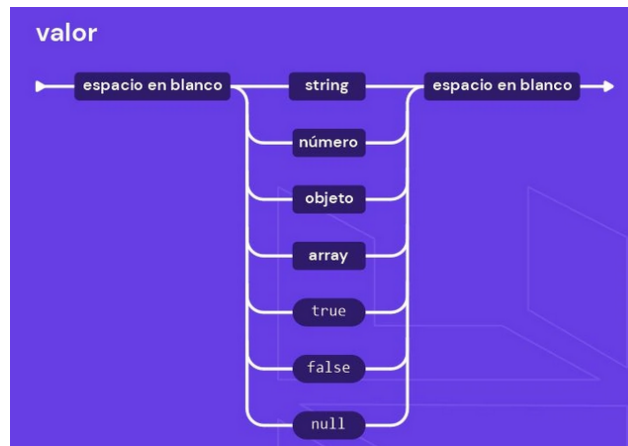 valor
espacio en blanco string espacio en blanco
número
objeto
array
true
false
null